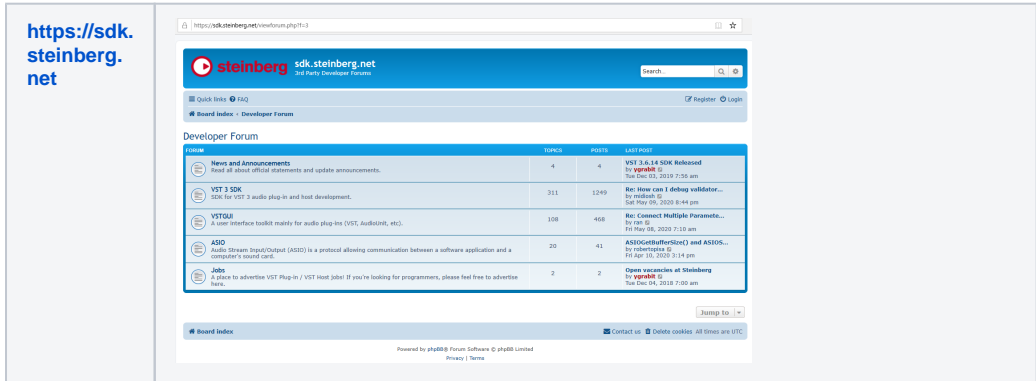 https://sdk.
steinberg.
net
https://sdk.steinberg.net/viewforum.php?f=3
steinberg
sdk.steinberg.net
3rd Party Developer Forums
Search…
Quick links FAQ
Register Login
Board index ‹ Developer Forum
Developer Forum
FORUM TOPICS POSTS LAST POST
News and Announcements
Read all about official statements and update announcements.
4 4
VST 3.6.14 SDK Released
by ygrabit
Tue Dec 03, 2019 7:56 am
VST 3 SDK
SDK for VST 3 audio plug-in and host development.
311 1249
Re: How can I debug validator...
by midlosh
Sat May 09, 2020 8:44 pm
VSTGUI
A user interface toolkit mainly for audio plug-ins (VST, AudioUnit, etc).
108 468
Re: Connect Multiple Paramete...
by ran
Fri May 08, 2020 7:10 am
ASIO
Audio Stream Input/Output (ASIO) is a protocol allowing communication between a software application and a
computer's sound card.
20 41
ASIOGetBufferSize() and ASIOS...
by robertopisa
Fri Apr 10, 2020 3:14 pm
Jobs
A place to advertise VST Plug-in / VST Host jobs! If you're looking for programmers, please feel free to advertise
here.
2 2
Open vacancies at Steinberg
by ygrabit
Tue Dec 04, 2018 7:00 am
Jump to
Board index
Contact us Delete cookies All times are UTC
Powered by phpBB® Forum Software © phpBB Limited
Privacy | Terms